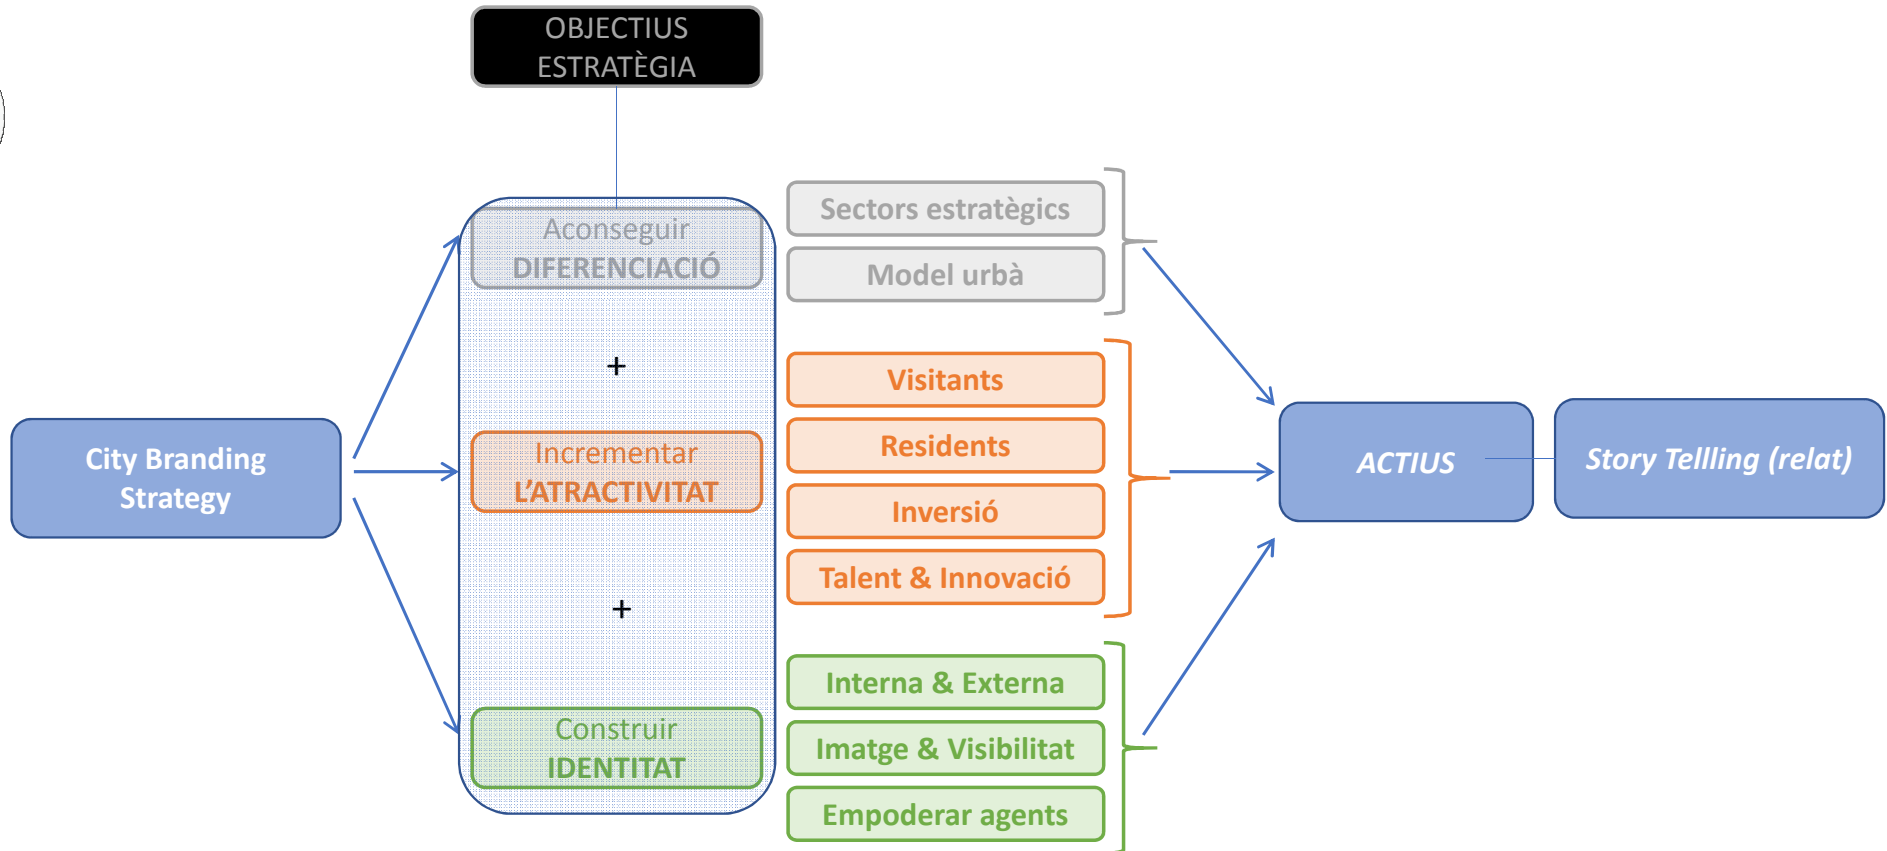 OBJECTIUS
ESTRATÈGIA
City Branding
Strategy
Aconseguir
DIFERENCIACIÓ
+
Incrementar
L’ATRACTIVITAT
+
Construir
IDENTITAT
Sectors estratègics
Model urbà
Visitants
Residents
Inversió
Talent & Innovació
Interna & Externa
Imatge & Visibilitat
Empoderar agents
ACTIUS
Story Tellling (relat)